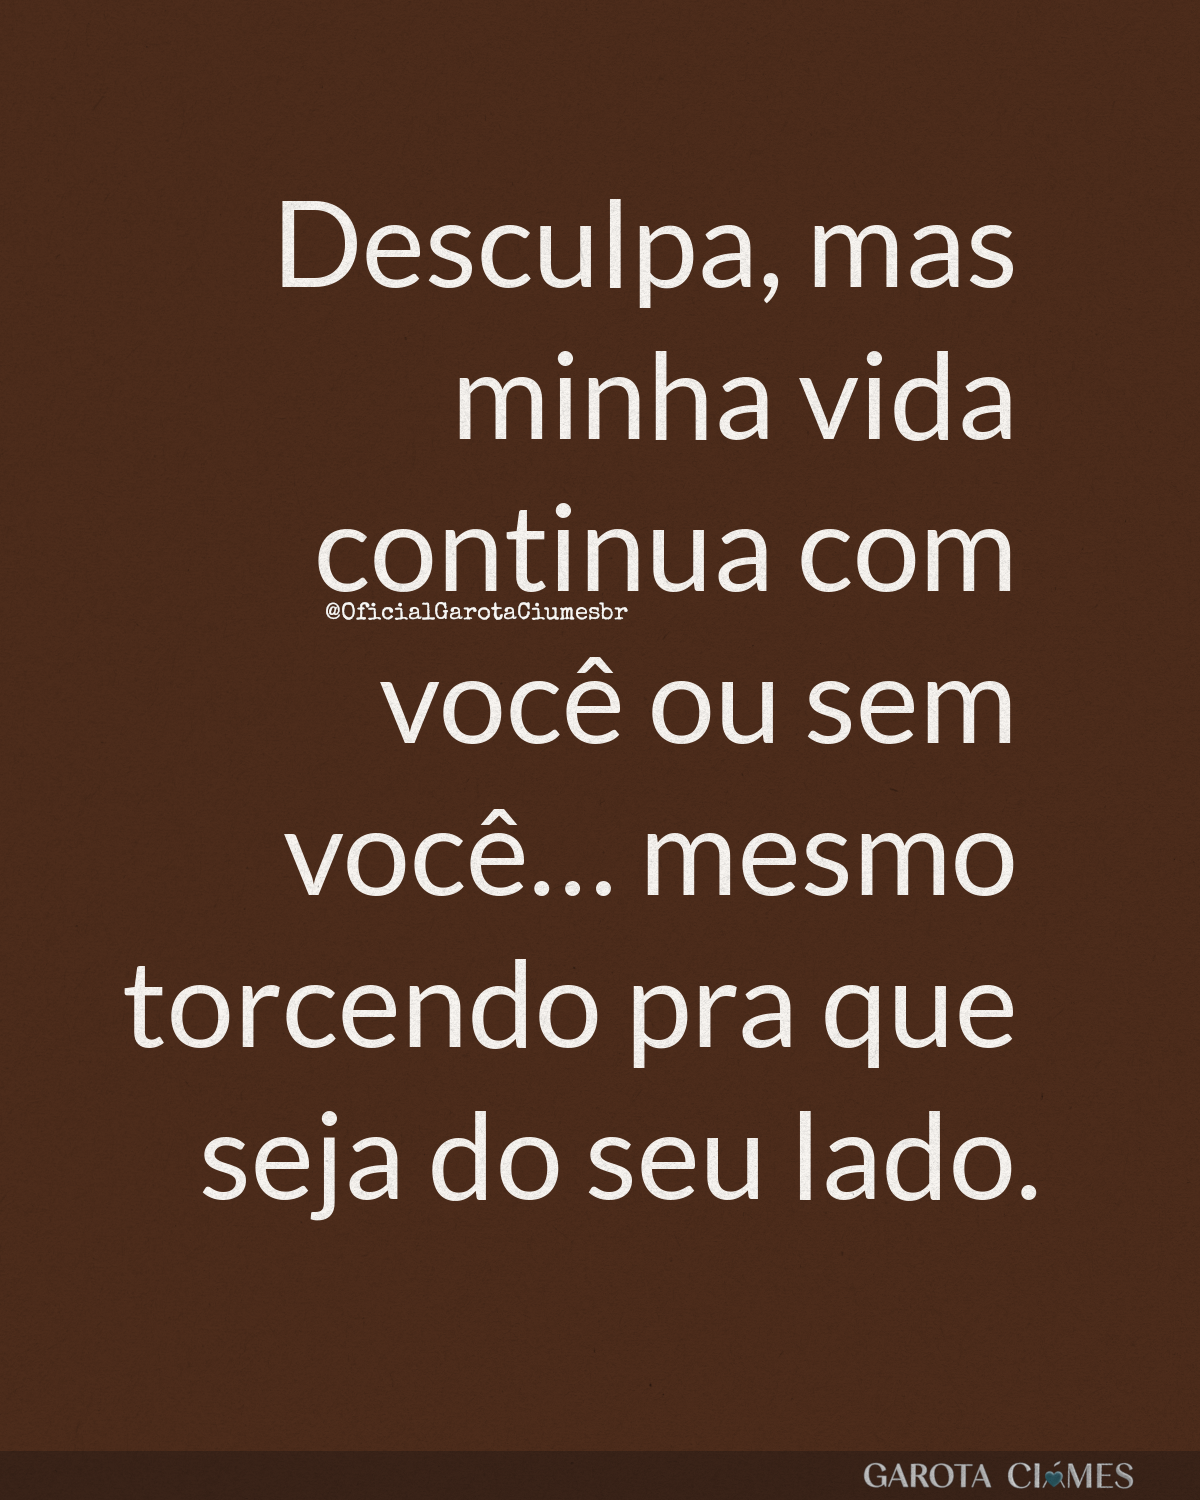 Desculpa, mas
minha vida
continua com
@OficialGarotaCiumesbr
você ou sem
você... mesmo
torcendo pra que
seja do seu lado.
GAROTA CIÚMES